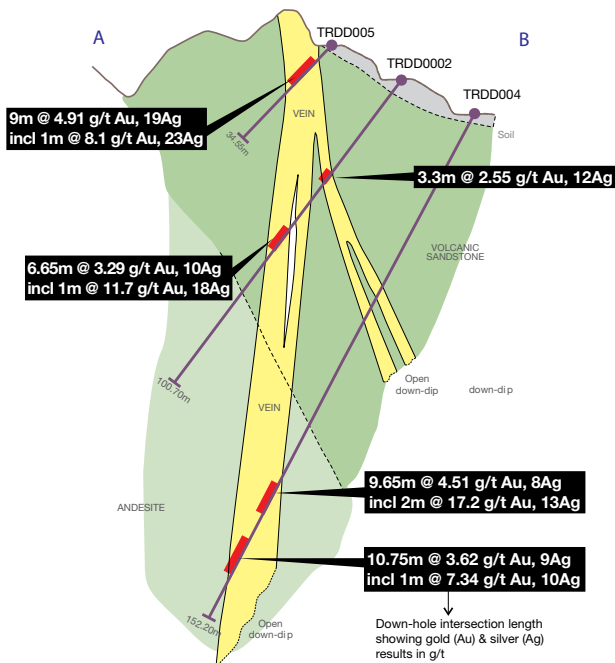 A
B
TRDD005
TRDD0002
TRDD004
Soil
9m @ 4.91 g/t Au, 19Ag
incl 1m @ 8.1 g/t Au, 23Ag
34.55m
VEIN
3.3m @ 2.55 g/t Au, 12Ag
VOLCANIC
SANDSTONE
6.65m @ 3.29 g/t Au, 10Ag
incl 1m @ 11.7 g/t Au, 18Ag
100.70m
Open
down-dip
down-dip
VEIN
ANDESITE
9.65m @ 4.51 g/t Au, 8Ag
incl 2m @ 17.2 g/t Au, 13Ag
10.75m @ 3.62 g/t Au, 9Ag
incl 1m @ 7.34 g/t Au, 10Ag
152.20m
Open
down-dip
Down-hole intersection length
showing gold (Au) & silver (Ag)
results in g/t